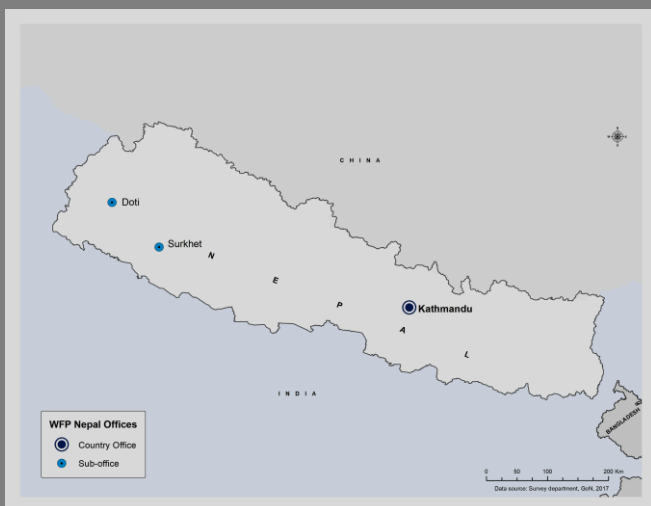 CHINA
Doti
Surkhet
NEPAL
Kathmandu
INDIA
BANGLADESH
WFP Nepal Offices
Country Office
Sub-office
0 50 100 200 Km
Data source: Survey department, GoN, 2017